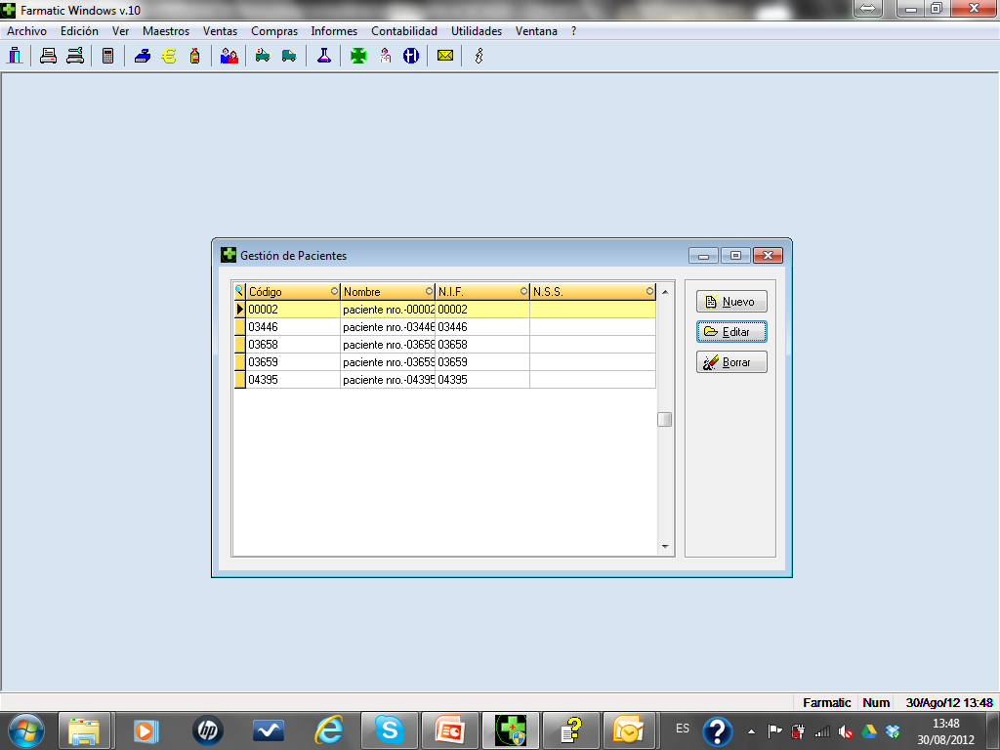 Farmatic Windows v.10
Archivo Edición Ver Maestros Ventas Compras Informes Contabilidad Utilidades Ventana ?
Gestión de Pacientes
Código Nombre N.I.F. N.S.S.
00002 paciente nro.-00002 00002
03446 paciente nro.-03446 03446
03658 paciente nro.-03658 03658
03659 paciente nro.-03659 03659
04395 paciente nro.-04395 04395
Nuevo
Editar
Borrar
Farmatic Num 30/Ago/12 13:48
ES
13:48
30/08/2012